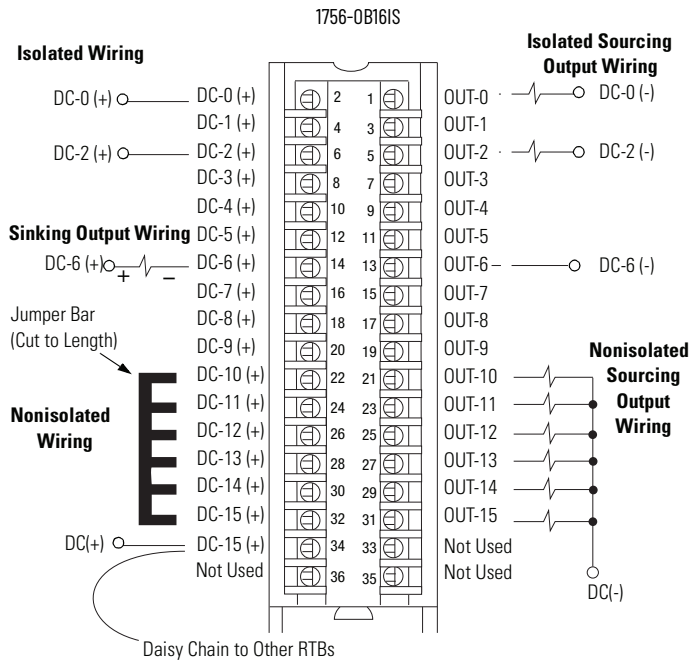 1756-OB16IS
Isolated Wiring
Isolated Sourcing
Output Wiring
DC-0 (+) DC-0 (+) 2 1 OUT-0 DC-0 (-)
DC-1 (+) 4 3 OUT-1
DC-2 (+) DC-2 (+) 6 5 OUT-2 DC-2 (-)
DC-3 (+) 8 7 OUT-3
DC-4 (+) 10 9 OUT-4
Sinking Output Wiring DC-5 (+) 12 11 OUT-5
DC-6 (+) + – DC-6 (+) 14 13 OUT-6 DC-6 (-)
DC-7 (+) 16 15 OUT-7
Jumper Bar
(Cut to Length)
DC-8 (+) 18 17 OUT-8
DC-9 (+) 20 19 OUT-9
Nonisolated
Sourcing
Output
Wiring
DC-10 (+) 22 21 OUT-10
Nonisolated
Wiring
DC-11 (+) 24 23 OUT-11
DC-12 (+) 26 25 OUT-12
DC-13 (+) 28 27 OUT-13
DC-14 (+) 30 29 OUT-14
DC-15 (+) 32 31 OUT-15
DC(+) DC-15 (+) 34 33 Not Used
Not Used 36 35 Not Used
DC(-)
Daisy Chain to Other RTBs